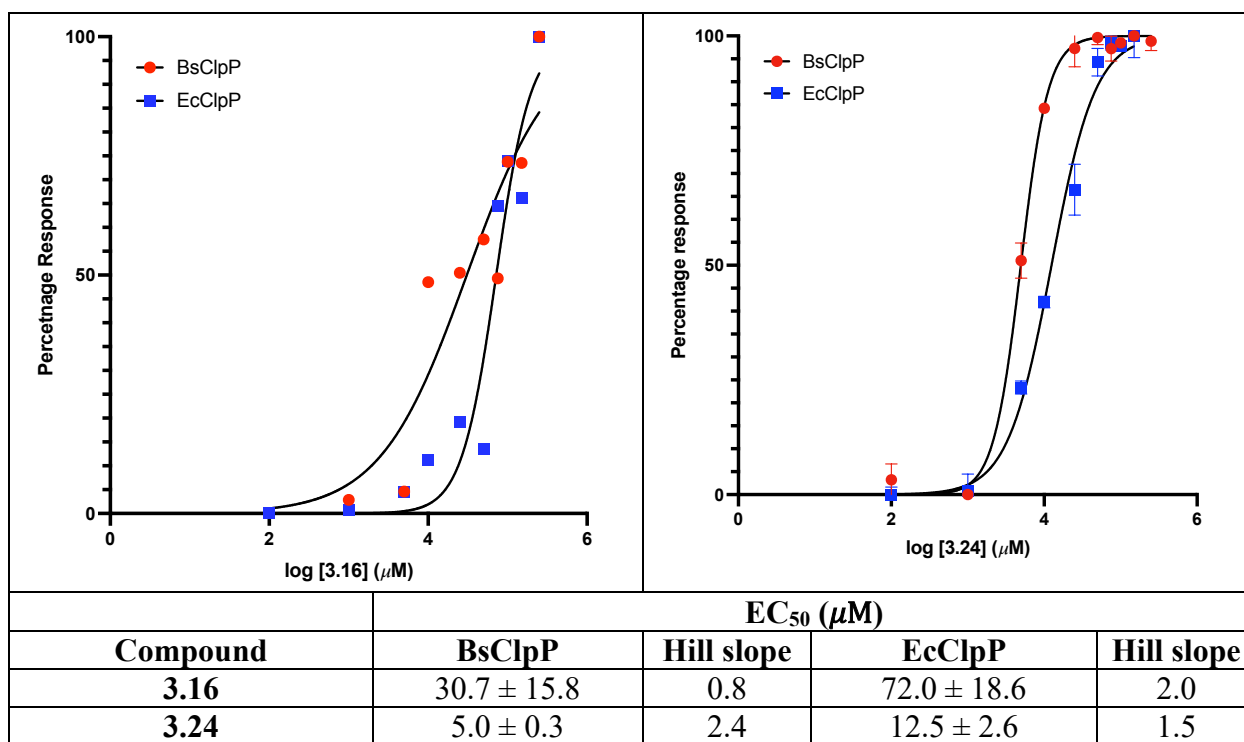 100
BsClpP
EcClpP
50
0
0 2 4 6
Percetnage Response
log [3.16] (μM)
100
BsClpP
EcClpP
50
0
0 2 4 6
Percentage response
log [3.24] (μM)
EC50 (μM)
Compound BsClpP Hill slope EcClpP Hill slope
3.16 30.7 ± 15.8 0.8 72.0 ± 18.6 2.0
3.24 5.0 ± 0.3 2.4 12.5 ± 2.6 1.5